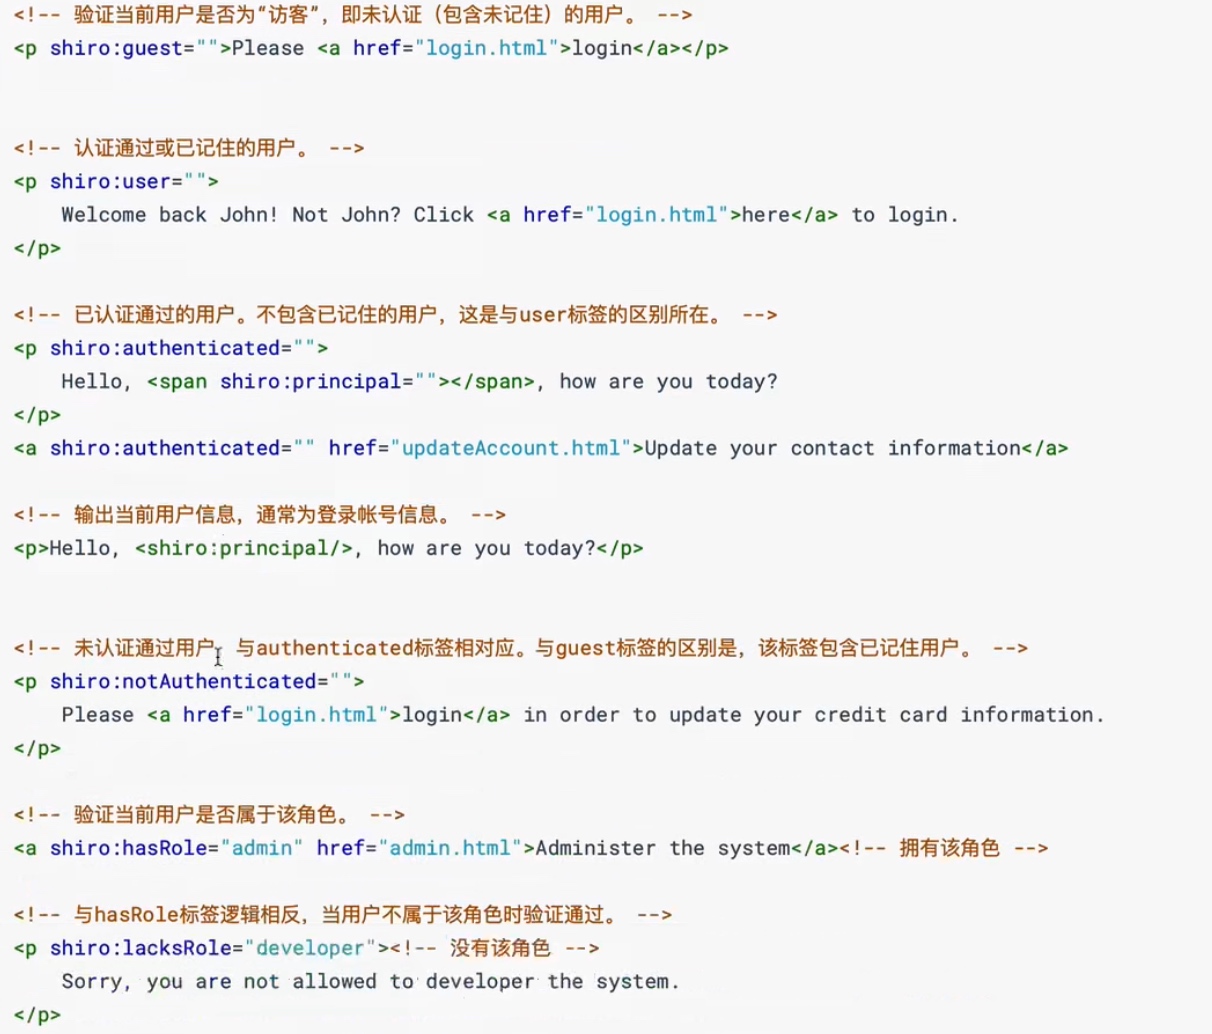 <!-- 验证当前用户是否为“访客”，即未认证（包含未记住）的用户。 -->
<p shiro:guest="">Please <a href="login.html">login</a></p>
<!-- 认证通过或已记住的用户。 -->
<p shiro:user="">
    Welcome back John! Not John? Click <a href="login.html">here</a> to login.
</p>
<!-- 已认证通过的用户。不包含已记住的用户，这是与user标签的区别所在。 -->
<p shiro:authenticated="">
    Hello, <span shiro:principal=""></span>, how are you today?
</p>
<a shiro:authenticated="" href="updateAccount.html">Update your contact information</a>
<!-- 输出当前用户信息，通常为登录帐号信息。 -->
<p>Hello, <shiro:principal/>, how are you today?</p>
<!-- 未认证通过用户，与authenticated标签相对应。与guest标签的区别是，该标签包含已记住用户。 -->
<p shiro:notAuthenticated="">
    Please <a href="login.html">login</a> in order to update your credit card information.
</p>
<!-- 验证当前用户是否属于该角色。 -->
<a shiro:hasRole="admin" href="admin.html">Administer the system</a><!-- 拥有该角色 -->
<!-- 与hasRole标签逻辑相反，当用户不属于该角色时验证通过。 -->
<p shiro:lacksRole="developer"><!-- 没有该角色 -->
    Sorry, you are not allowed to developer the system.
</p>